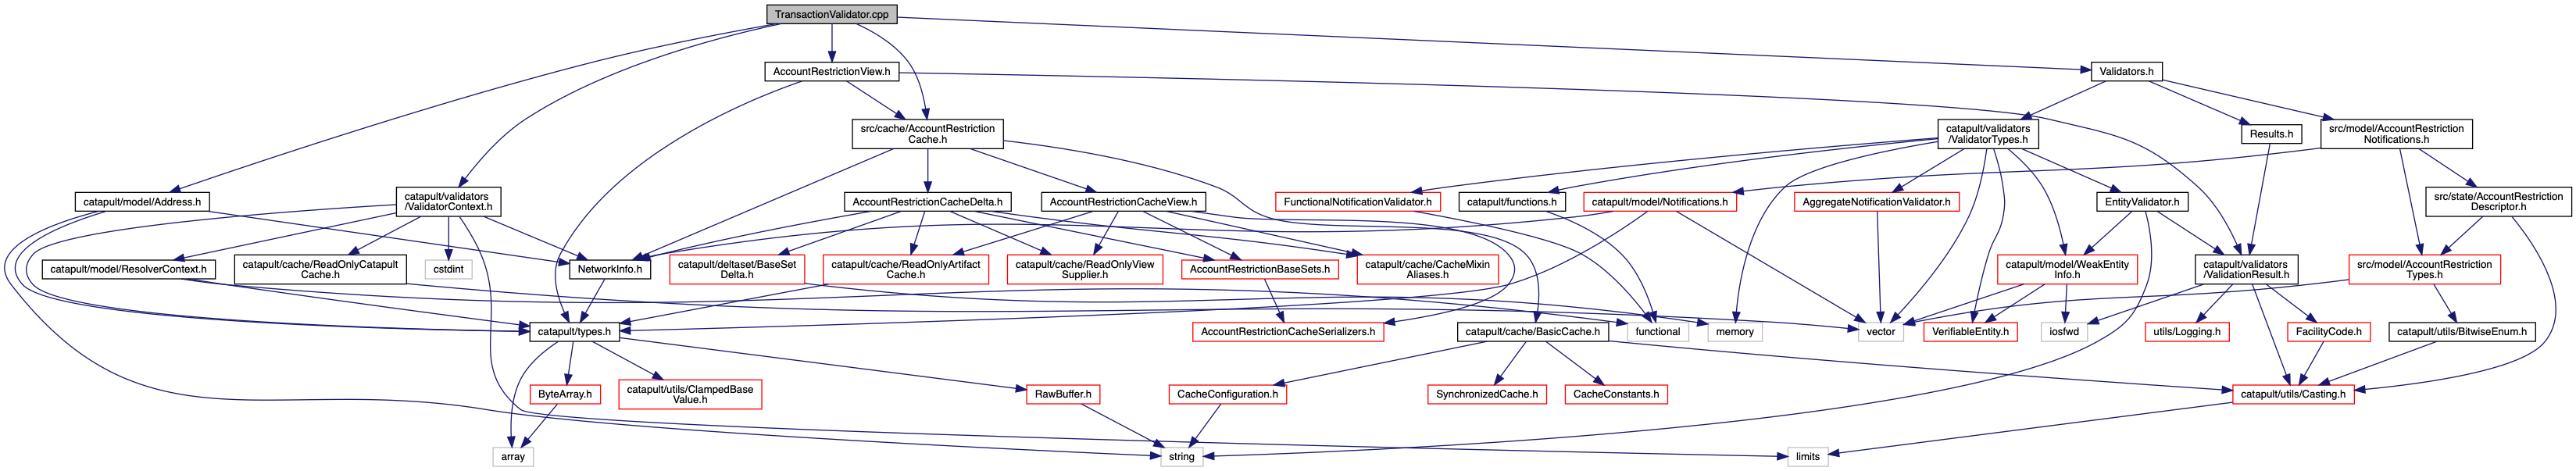 TransactionValidator.cpp
AccountRestrictionView.h
Validators.h
src/cache/AccountRestriction
Cache.h
catapult/validators
/ValidatorTypes.h
Results.h
src/model/AccountRestriction
Notifications.h
catapult/model/Address.h
catapult/validators
/ValidatorContext.h
AccountRestrictionCacheDelta.h
AccountRestrictionCacheView.h
FunctionalNotificationValidator.h
catapult/functions.h
catapult/model/Notifications.h
AggregateNotificationValidator.h
EntityValidator.h
src/state/AccountRestriction
Descriptor.h
catapult/model/ResolverContext.h
catapult/cache/ReadOnlyCatapult
Cache.h
cstdint
NetworkInfo.h
catapult/deltaset/BaseSet
Delta.h
catapult/cache/ReadOnlyArtifact
Cache.h
catapult/cache/ReadOnlyView
Supplier.h
AccountRestrictionBaseSets.h
catapult/cache/CacheMixin
Aliases.h
catapult/model/WeakEntity
Info.h
catapult/validators
/ValidationResult.h
src/model/AccountRestriction
Types.h
catapult/types.h
AccountRestrictionCacheSerializers.h
catapult/cache/BasicCache.h
functional
memory
vector
VerifiableEntity.h
iosfwd
utils/Logging.h
FacilityCode.h
catapult/utils/BitwiseEnum.h
ByteArray.h
catapult/utils/ClampedBase
Value.h
RawBuffer.h
CacheConfiguration.h
SynchronizedCache.h
CacheConstants.h
catapult/utils/Casting.h
array
string
limits